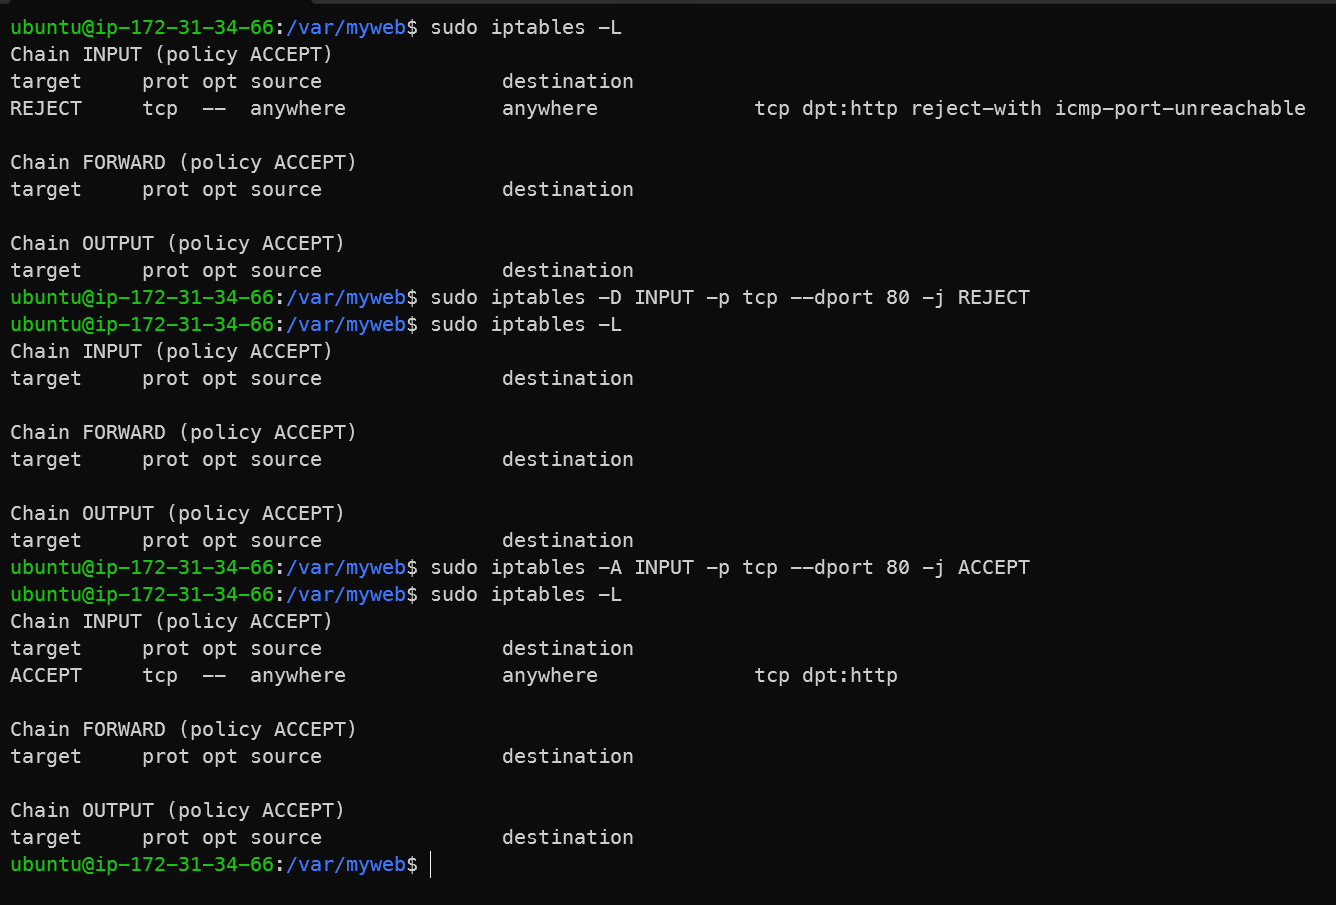 ubuntu@ip-172-31-34-66:/var/myweb$ sudo iptables -L
Chain INPUT (policy ACCEPT)
target     prot opt source               destination
REJECT     tcp  --  anywhere             anywhere             tcp dpt:http reject-with icmp-port-unreachable

Chain FORWARD (policy ACCEPT)
target     prot opt source               destination

Chain OUTPUT (policy ACCEPT)
target     prot opt source               destination
ubuntu@ip-172-31-34-66:/var/myweb$ sudo iptables -D INPUT -p tcp --dport 80 -j REJECT
ubuntu@ip-172-31-34-66:/var/myweb$ sudo iptables -L
Chain INPUT (policy ACCEPT)
target     prot opt source               destination

Chain FORWARD (policy ACCEPT)
target     prot opt source               destination

Chain OUTPUT (policy ACCEPT)
target     prot opt source               destination
ubuntu@ip-172-31-34-66:/var/myweb$ sudo iptables -A INPUT -p tcp --dport 80 -j ACCEPT
ubuntu@ip-172-31-34-66:/var/myweb$ sudo iptables -L
Chain INPUT (policy ACCEPT)
target     prot opt source               destination
ACCEPT     tcp  --  anywhere             anywhere             tcp dpt:http

Chain FORWARD (policy ACCEPT)
target     prot opt source               destination

Chain OUTPUT (policy ACCEPT)
target     prot opt source               destination
ubuntu@ip-172-31-34-66:/var/myweb$